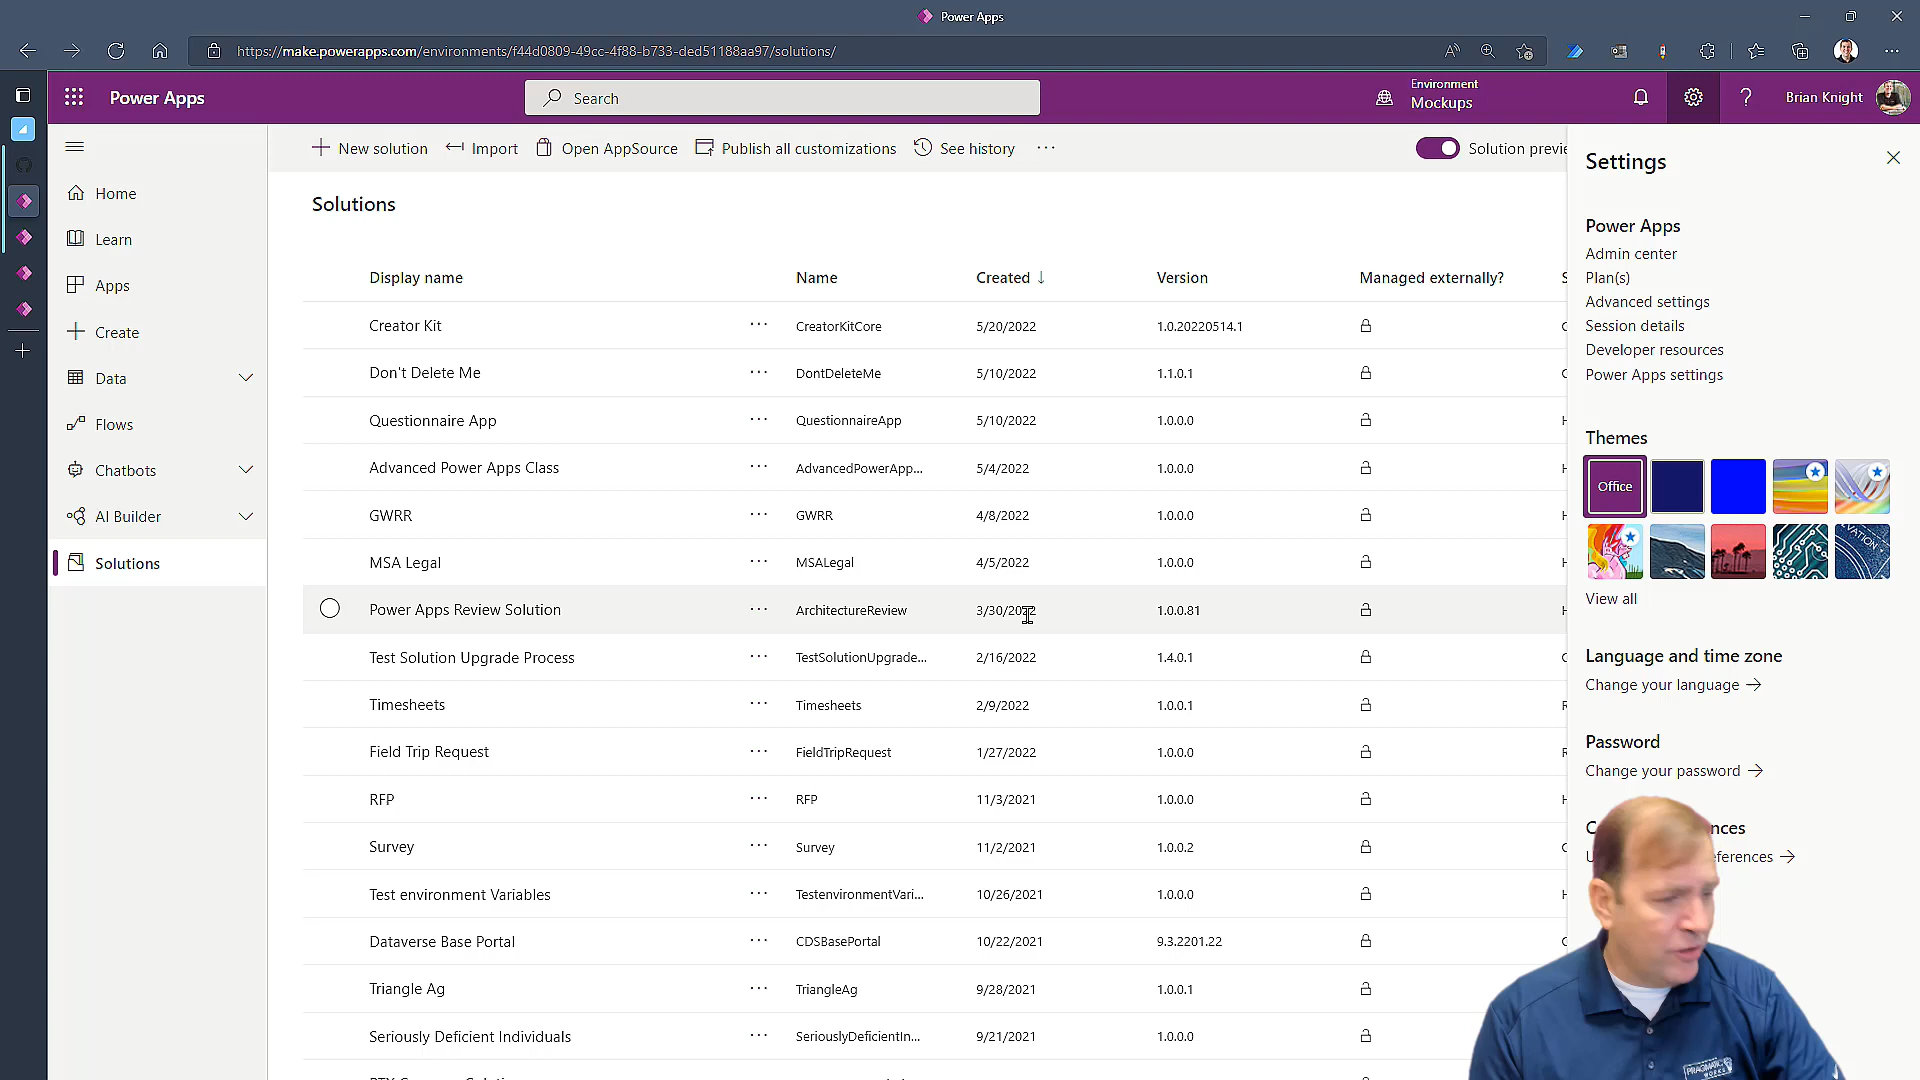 Power Apps
https://make.powerapps.com/environments/f44d0809-49cc-4f88-b733-ded51188aa97/solutions/
Power Apps
Search
Environment
Mockups
Brian Knight
New solution
Import
Open AppSource
Publish all customizations
See history
Solution previe
Home
Learn
Apps
Create
Data
Flows
Chatbots
AI Builder
Solutions
Solutions
Display name Name Created ↓ Version Managed externally?
Creator Kit ··· CreatorKitCore 5/20/2022 1.0.20220514.1
Don't Delete Me ··· DontDeleteMe 5/10/2022 1.1.0.1
Questionnaire App ··· QuestionnaireApp 5/10/2022 1.0.0.0
Advanced Power Apps Class ··· AdvancedPowerApp... 5/4/2022 1.0.0.0
GWRR ··· GWRR 4/8/2022 1.0.0.0
MSA Legal ··· MSALegal 4/5/2022 1.0.0.0
Power Apps Review Solution ··· ArchitectureReview 3/30/2022 1.0.0.81
Test Solution Upgrade Process ··· TestSolutionUpgrade... 2/16/2022 1.4.0.1
Timesheets ··· Timesheets 2/9/2022 1.0.0.1
Field Trip Request ··· FieldTripRequest 1/27/2022 1.0.0.0
RFP ··· RFP 11/3/2021 1.0.0.0
Survey ··· Survey 11/2/2021 1.0.0.2
Test environment Variables ··· TestenvironmentVari... 10/26/2021 1.0.0.0
Dataverse Base Portal ··· CDSBasePortal 10/22/2021 9.3.2201.22
Triangle Ag ··· TriangleAg 9/28/2021 1.0.0.1
Seriously Deficient Individuals ··· SeriouslyDeficientIn... 9/21/2021 1.0.0.0
Settings
Power Apps
Admin center
Plan(s)
Advanced settings
Session details
Developer resources
Power Apps settings
Themes
Office
View all
Language and time zone
Change your language →
Password
Change your password →
nces
eferences →
PRAGMATIC
WORKS